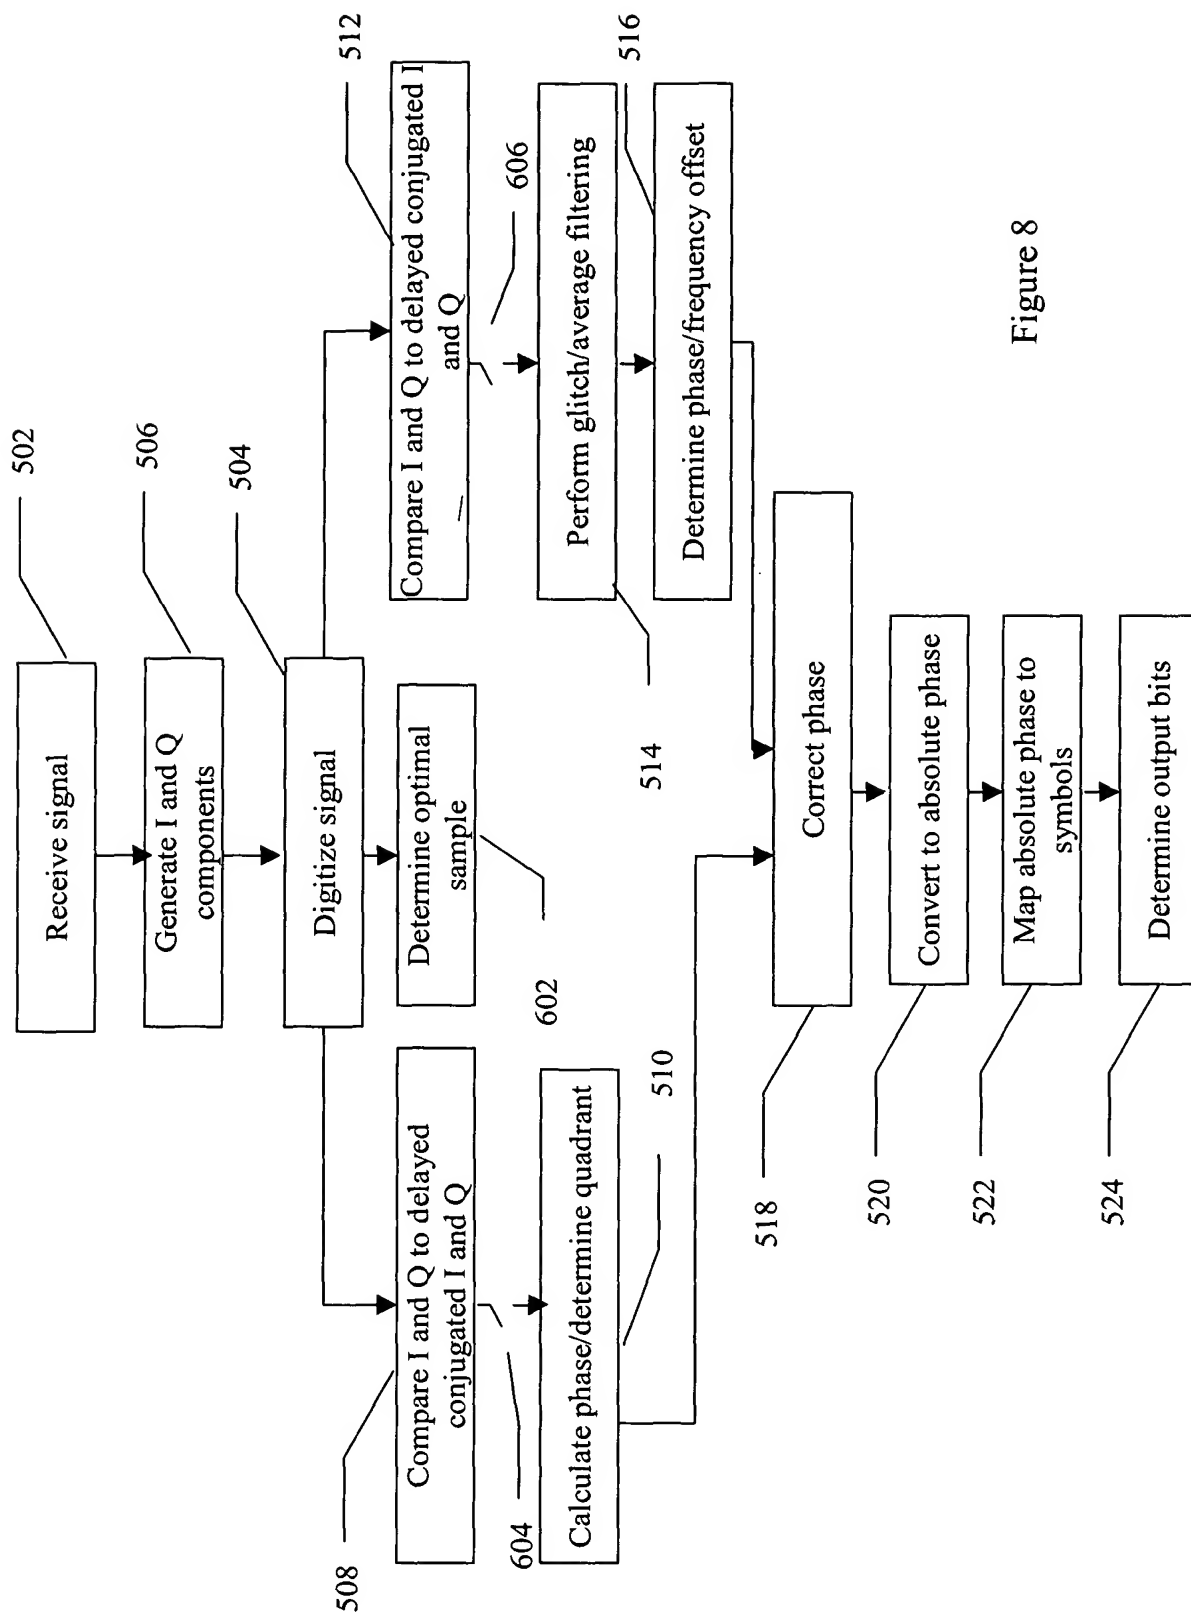 502
Receive signal
506
Generate I and Q
components
504
Digitize signal
512
Compare I and Q to delayed conjugated I
and Q
606
Perform glitch/average filtering
514
516
Determine phase/frequency offset
Determine optimal
sample
602
508
Compare I and Q to delayed
conjugated I and Q
604
Calculate phase/determine quadrant
510
Correct phase
518
Convert to absolute phase
520
Map absolute phase to
symbols
522
Determine output bits
524
Figure 8